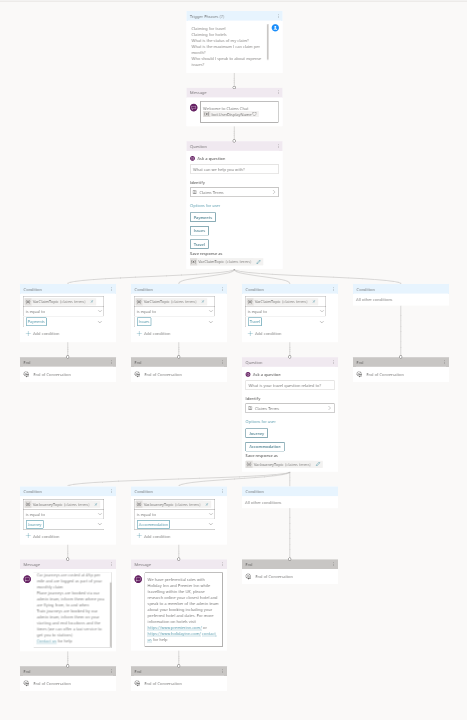 Trigger Phrases (5)
Claiming for travel
Claiming for hotels
What is the status of my claim?
What is the maximum I can claim per
month?
Who should I speak to about expense
issues?
Message
Welcome to Claims Chat
Question
Ask a question
What can we help you with?
Identify
Claims Terms
Options for user
Payments
Issues
Travel
Save response as
VarClaimTopic (claims terms)
Condition
VarClaimTopic (claims terms)
is equal to
Payments
Add condition
Condition
VarClaimTopic (claims terms)
is equal to
Issues
Add condition
Condition
VarClaimTopic (claims terms)
is equal to
Travel
Add condition
Condition
All other conditions
End
End of Conversation
End
End of Conversation
Question
Ask a question
What is your travel question related to?
Identify
Claims Terms
Options for user
Journey
Accommodation
Save response as
VarJourneyTopic (claims terms)
End
End of Conversation
Condition
VarJourneyTopic (claims terms)
is equal to
Journey
Add condition
Condition
VarJourneyTopic (claims terms)
is equal to
Accommodation
Add condition
Condition
All other conditions
Message
Message
We have preferential rates with
Holiday Inn and Premier Inn while
travelling within the UK, please
research online your closest hotel and
speak to a member of the admin team
about your booking including your
preferred hotel and dates. For more
information on hotels visit
https://www.premierinn.com/ or
https://www.holidayinn.com/ contact
us for help
End
End of Conversation
End
End of Conversation
End
End of Conversation